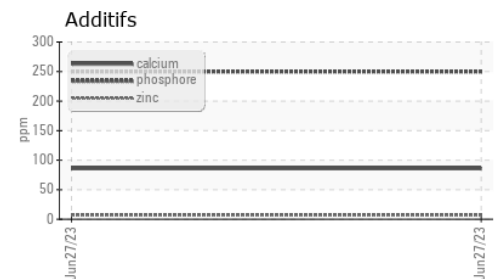 Additifs
300
250
200
150
100
50
0
ppm
calcium
phosphore
zinc
Jun27/23
Jun27/23